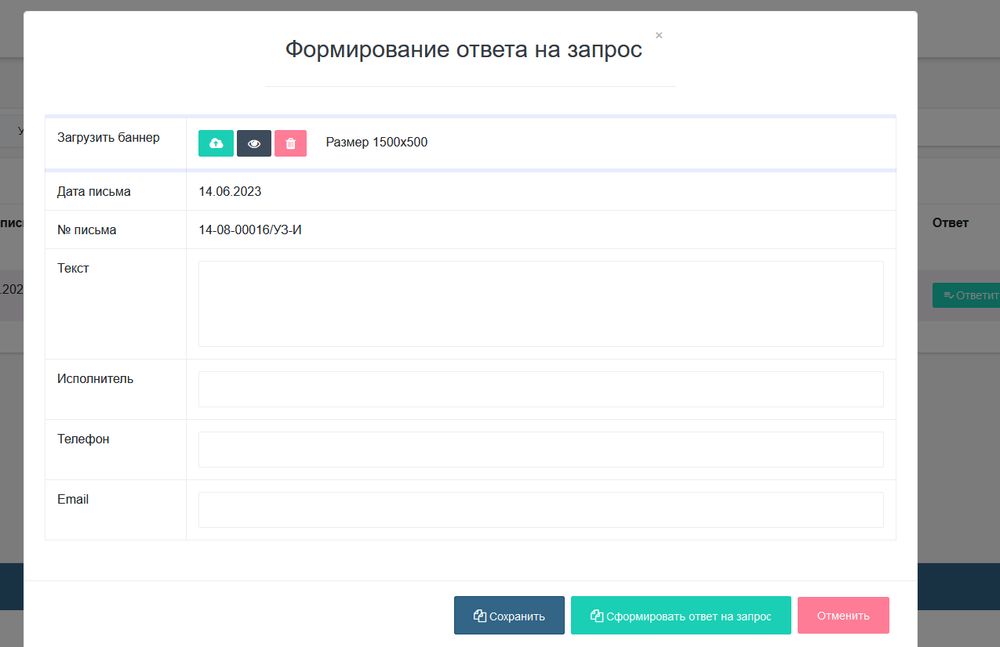 ×
Формирование ответа на запрос
У
Загрузить баннер
Размер 1500x500
Дата письма
14.06.2023
№ письма
14-08-00016/УЗ-И
Ответ
Текст
.202
Исполнитель
Телефон
Email
Сохранить
Сформировать ответ на запрос
Отменить